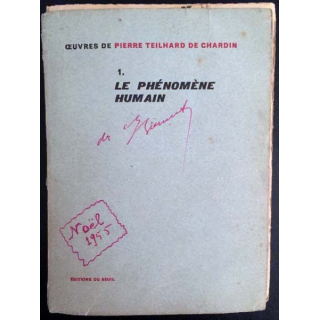 ŒUVRES DE PIERRE TEILHARD DE CHARDIN
1.
LE PHÉNOMÈNE
HUMAIN
Noël
1955
ÉDITIONS DU SEUIL